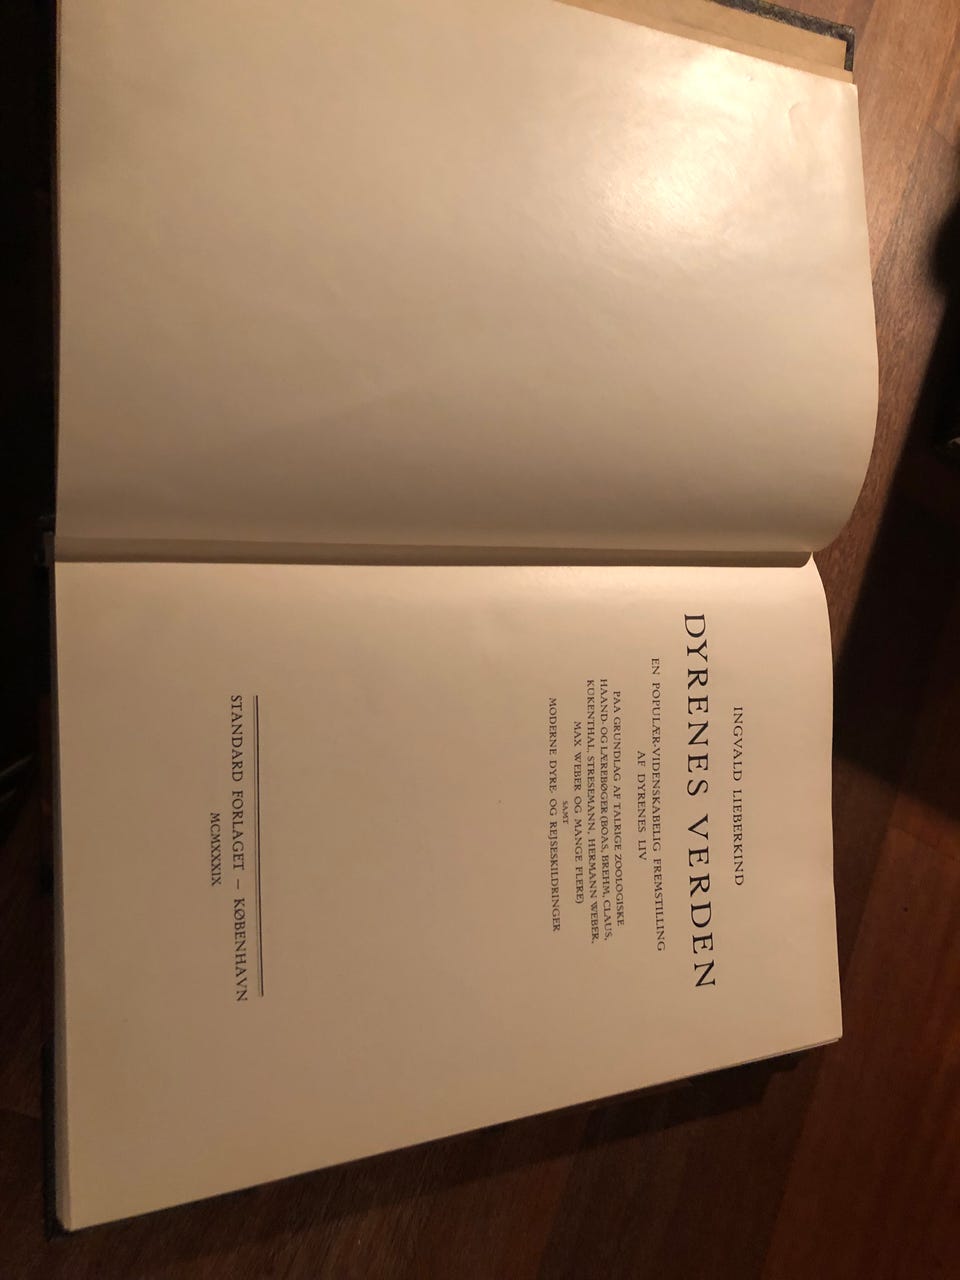 INGVALD LIEBERKIND
DYRENES VERDEN
EN POPULÆR-VIDENSKABELIG FREMSTILLING
AF DYRENES LIV
PAA GRUNDLAG AF TALRIGE ZOOLOGISKE
HAAND- OG LÆREBØGER (BOAS, BREHM, CLAUS,
KUKENTHAL, STRESEMANN, HERMANN WEBER,
MAX WEBER OG MANGE FLERE)
SAMT
MODERNE DYRE- OG REJSESKILDRINGER
STANDARD FORLAGET – KØBENHAVN
MCMXXXIX